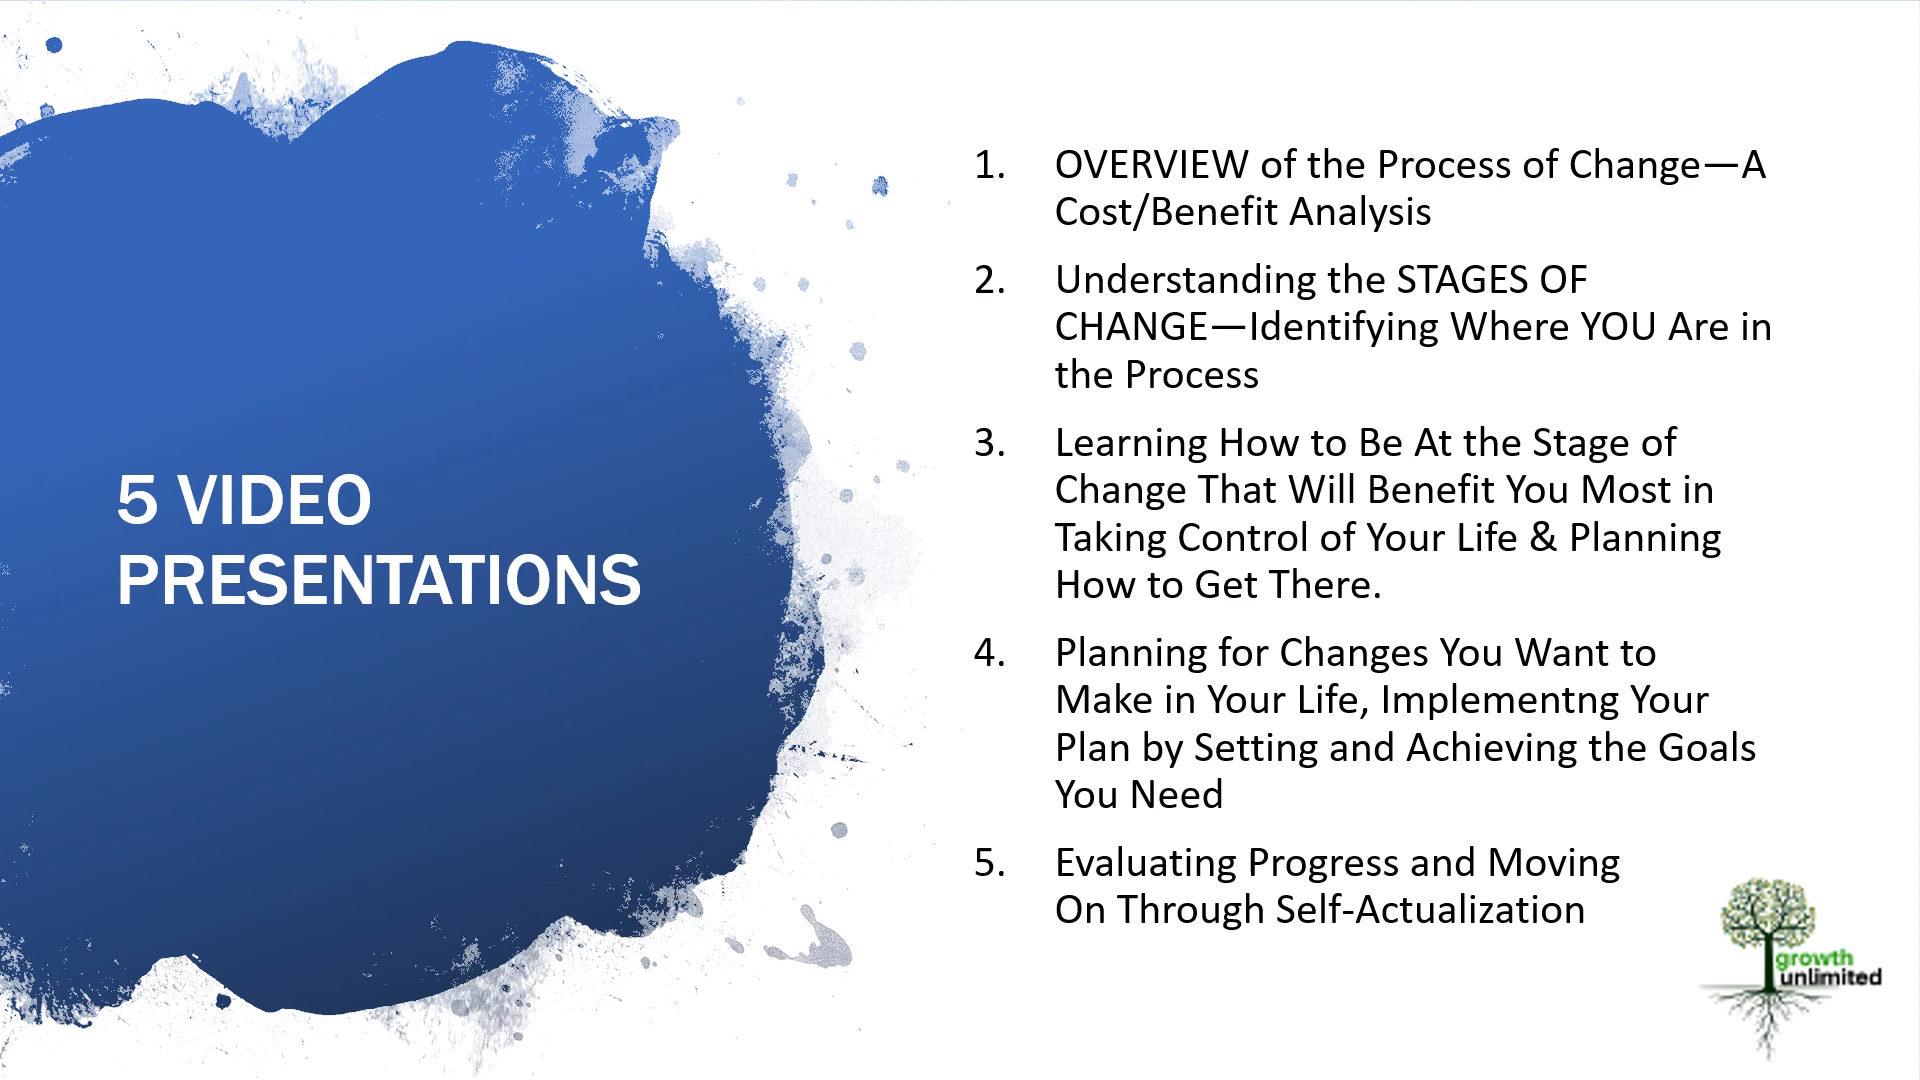 5 VIDEO
PRESENTATIONS
1. OVERVIEW of the Process of Change—A
Cost/Benefit Analysis
2. Understanding the STAGES OF
CHANGE—Identifying Where YOU Are in
the Process
3. Learning How to Be At the Stage of
Change That Will Benefit You Most in
Taking Control of Your Life & Planning
How to Get There.
4. Planning for Changes You Want to
Make in Your Life, Implementng Your
Plan by Setting and Achieving the Goals
You Need
5. Evaluating Progress and Moving
On Through Self-Actualization
growth
unlimited